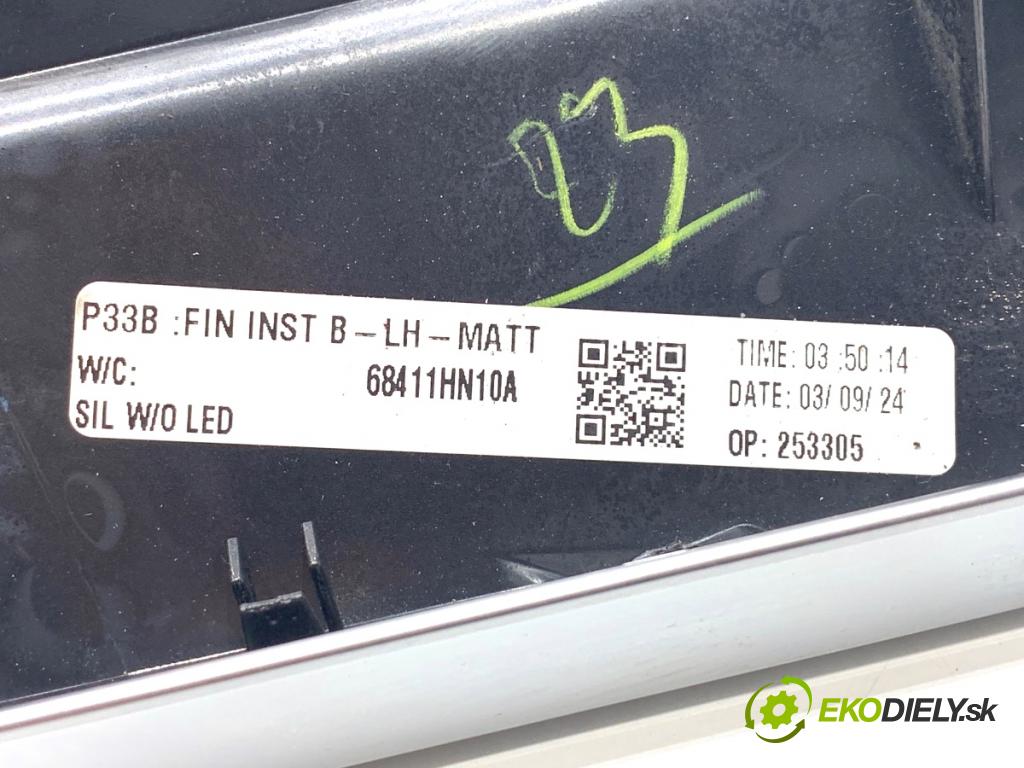 23
P33B :FIN INST B-LH-MATT
W/C: 68411HN10A
SIL W/O LED
TIME: 03 :50 :14
DATE: 03/ 09/ 24
OP: 253305
EKODIELY.sk